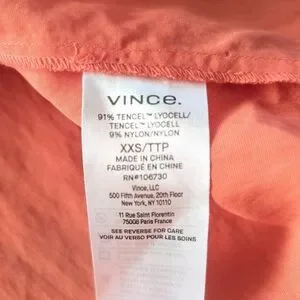 VINCE.
91% TENCEL™ LYOCELL/
TENCEL™ LYOCELL
9% NYLON/NYLON
XXS/TTP
MADE IN CHINA
FABRIQUÉ EN CHINE
RN#106730
Vince, LLC
500 Fifth Avenue, 20th Floor
New York, NY10110
11 Rue Saint Florentin
75008 Paris France
SEE REVERSE FOR CARE
VOIR AU VERSO POUR LES SOINS